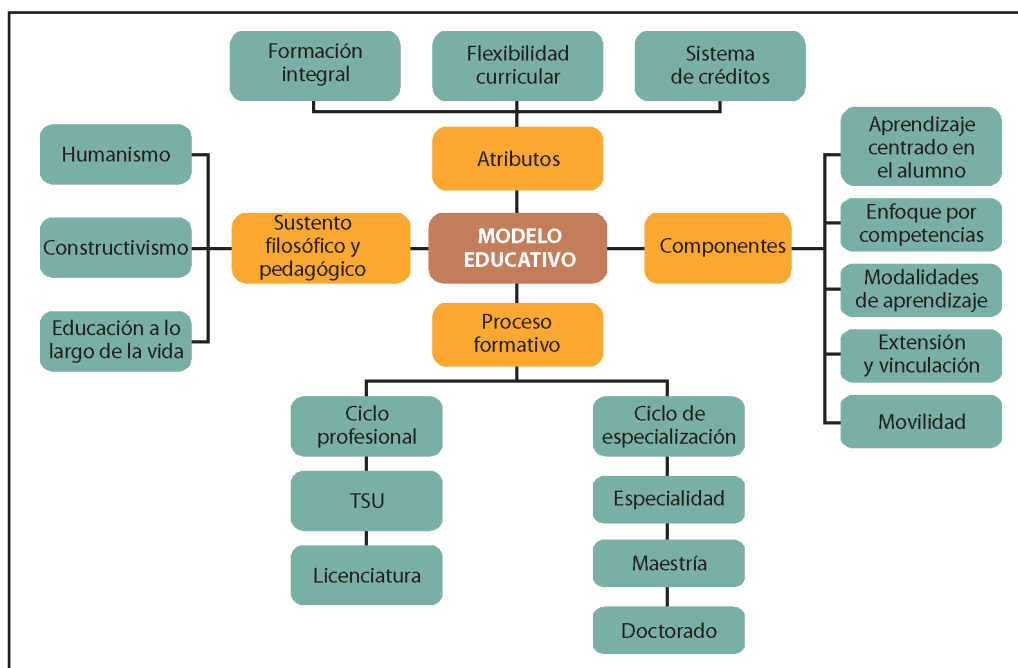 Formación
integral
Flexibilidad
curricular
Sistema
de créditos
Atributos
Humanismo
Constructivismo
Educación a lo
largo de la vida
Sustento
filosófico y
pedagógico
MODELO
EDUCATIVO
Componentes
Aprendizaje
centrado en
el alumno
Enfoque por
competencias
Modalidades
de aprendizaje
Extensión
y vinculación
Movilidad
Proceso
formativo
Ciclo
profesional
TSU
Licenciatura
Ciclo de
especialización
Especialidad
Maestría
Doctorado